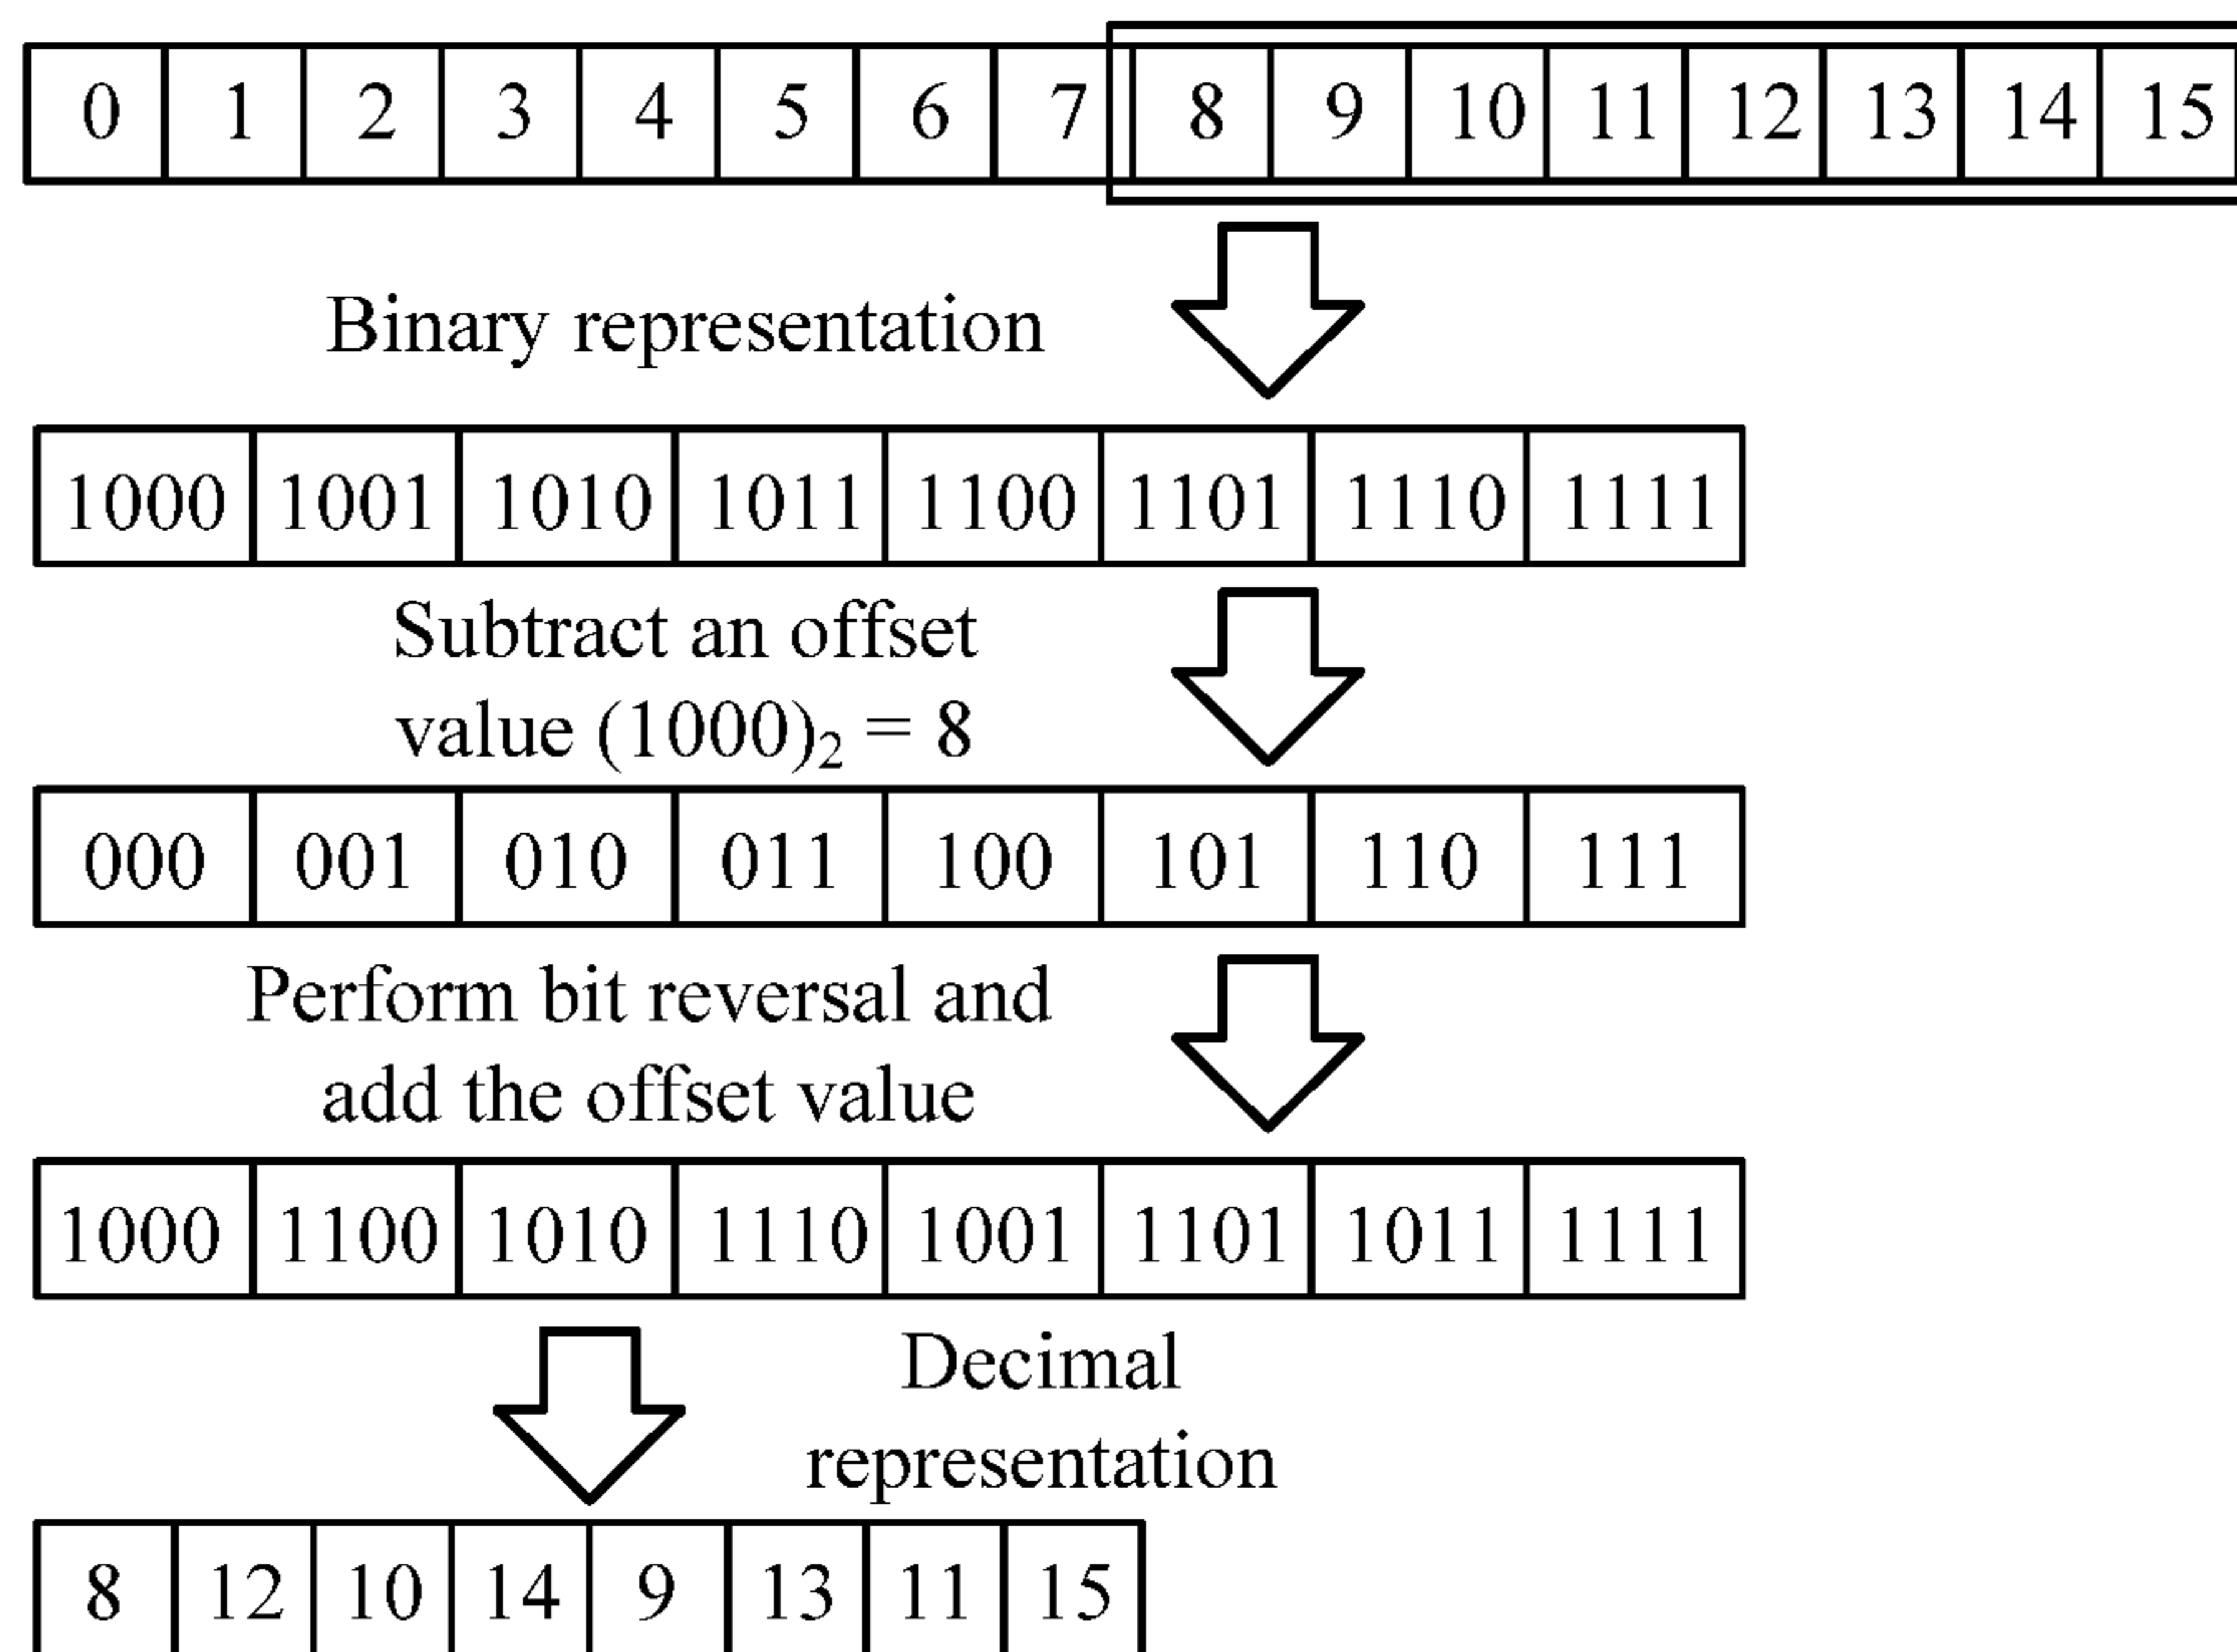 0 1 2 3 4 5 6 7 8 9 10 11 12 13 14 15
Binary representation
1000 1001 1010 1011 1100 1101 1110 1111
Subtract an offset
value (1000)₂ = 8
000 001 010 011 100 101 110 111
Perform bit reversal and
add the offset value
1000 1100 1010 1110 1001 1101 1011 1111
Decimal
representation
8 12 10 14 9 13 11 15